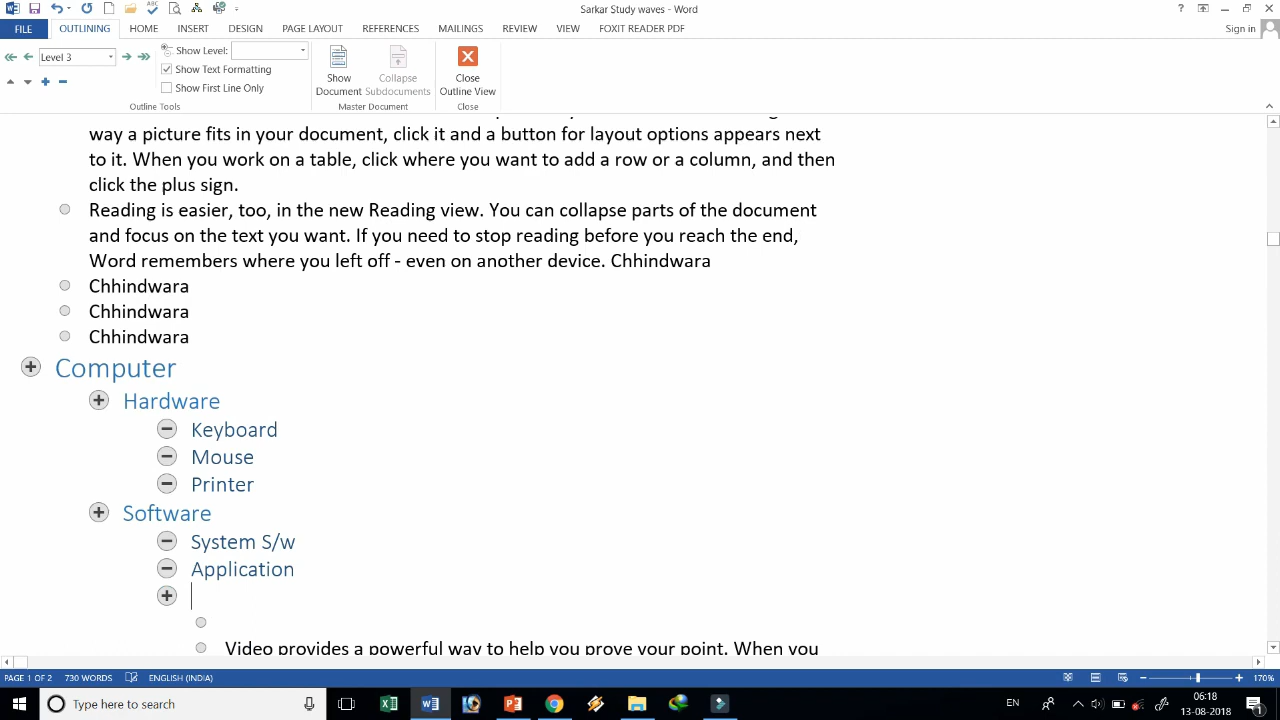 Sarkar Study waves - Word
Sign in
FILE OUTLINING HOME INSERT DESIGN PAGE LAYOUT REFERENCES MAILINGS REVIEW VIEW FOXIT READER PDF
Level 3
Show Level:
Show Text Formatting
Show First Line Only
Show Document
Collapse Subdocuments
Close Outline View
Outline Tools Master Document Close
way a picture fits in your document, click it and a button for layout options appears next
to it. When you work on a table, click where you want to add a row or a column, and then
click the plus sign.
Reading is easier, too, in the new Reading view. You can collapse parts of the document
and focus on the text you want. If you need to stop reading before you reach the end,
Word remembers where you left off - even on another device. Chhindwara
Chhindwara
Chhindwara
Chhindwara
Computer
Hardware
Keyboard
Mouse
Printer
Software
System S/w
Application
Video provides a powerful way to help you prove your point. When you
PAGE 1 OF 2 730 WORDS ENGLISH (INDIA) 170%
Type here to search
EN
06:18
13-08-2018